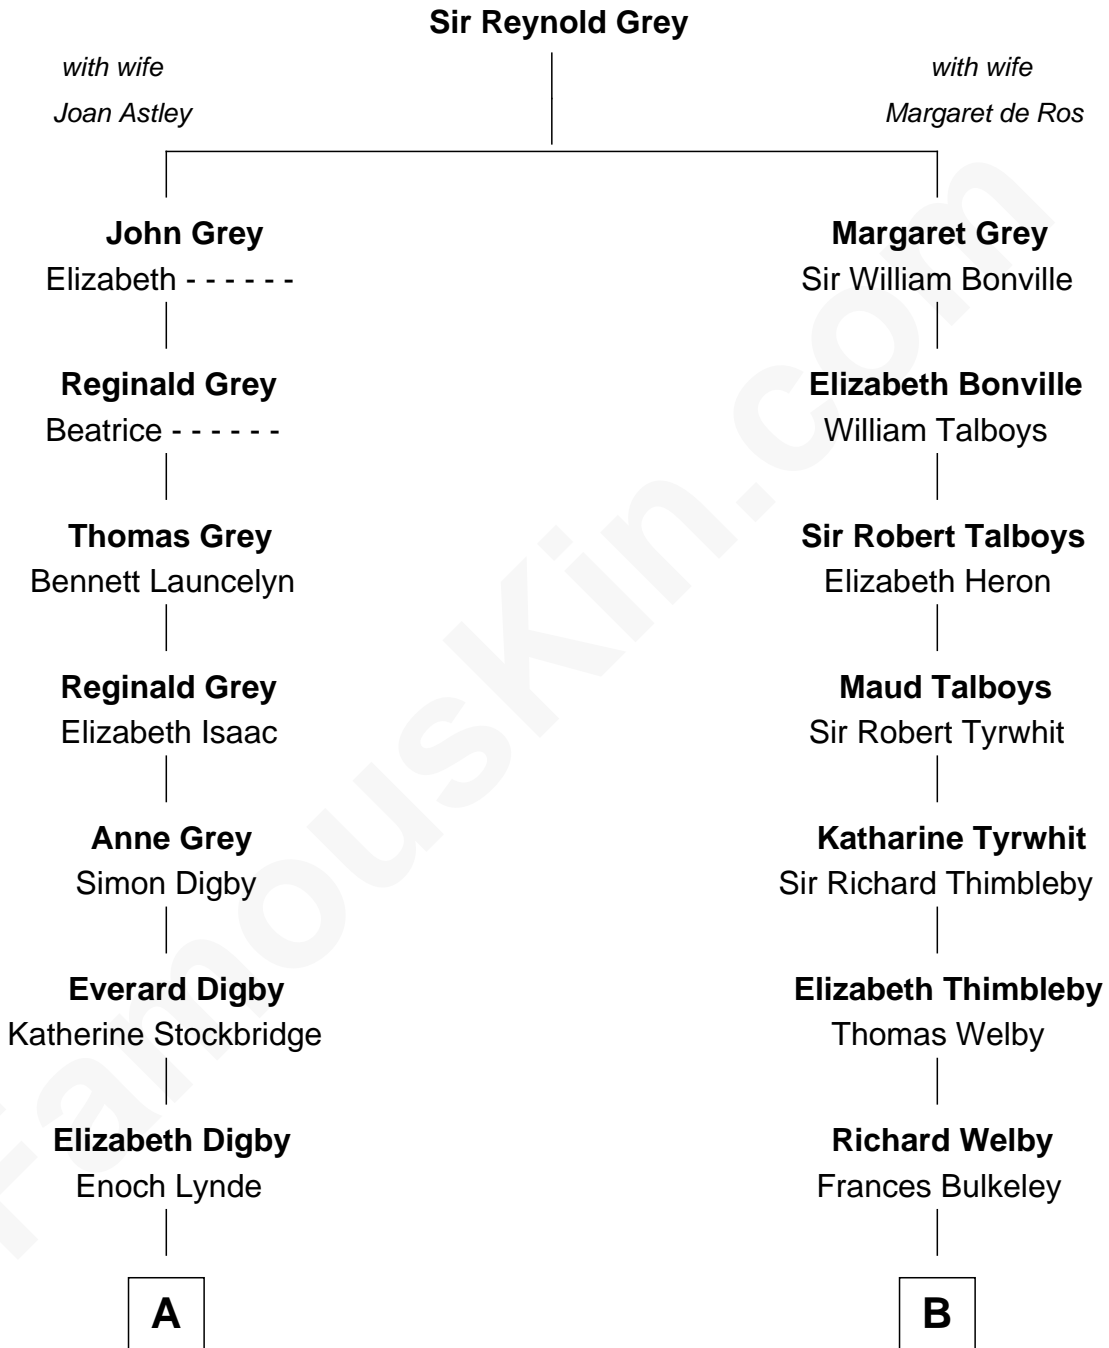 Sir Reynold Grey
with wife
Joan Astley
with wife
Margaret de Ros
John Grey
Elizabeth - - - - - -
Reginald Grey
Beatrice - - - - - -
Thomas Grey
Bennett Launcelyn
Reginald Grey
Elizabeth Isaac
Anne Grey
Simon Digby
Everard Digby
Katherine Stockbridge
Elizabeth Digby
Enoch Lynde
A
Margaret Grey
Sir William Bonville
Elizabeth Bonville
William Talboys
Sir Robert Talboys
Elizabeth Heron
Maud Talboys
Sir Robert Tyrwhit
Katharine Tyrwhit
Sir Richard Thimbleby
Elizabeth Thimbleby
Thomas Welby
Richard Welby
Frances Bulkeley
B
FamousKin.com